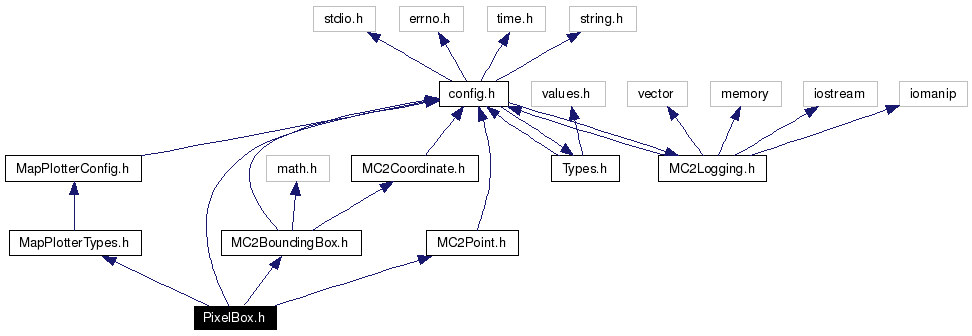 stdio.h errno.h time.h string.h
config.h values.h vector memory iostream iomanip
MapPlotterConfig.h math.h MC2Coordinate.h Types.h MC2Logging.h
MapPlotterTypes.h MC2BoundingBox.h MC2Point.h
PixelBox.h